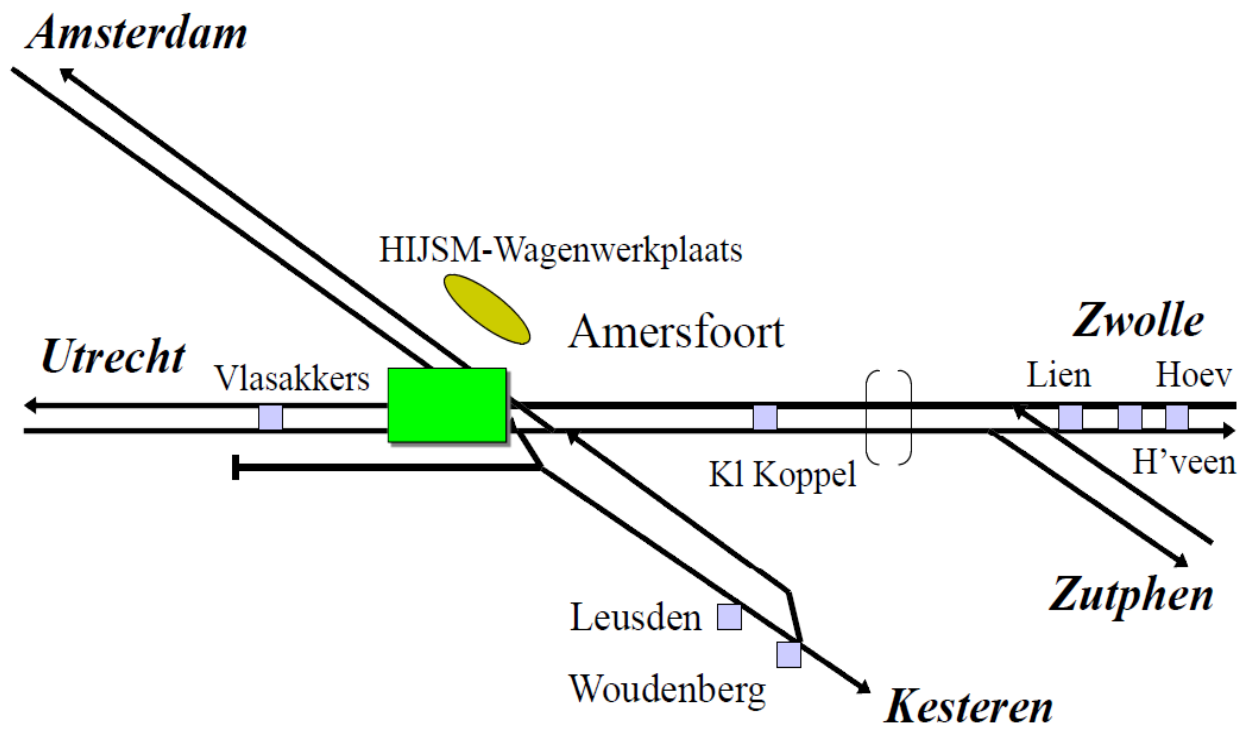 Amsterdam
HIJSM-Wagenwerkplaats
Amersfoort
Zwolle
Utrecht
Vlasakkers
Lien
Hoev
Kl Koppel
H’veen
Leusden
Zutphen
Woudenberg
Kesteren